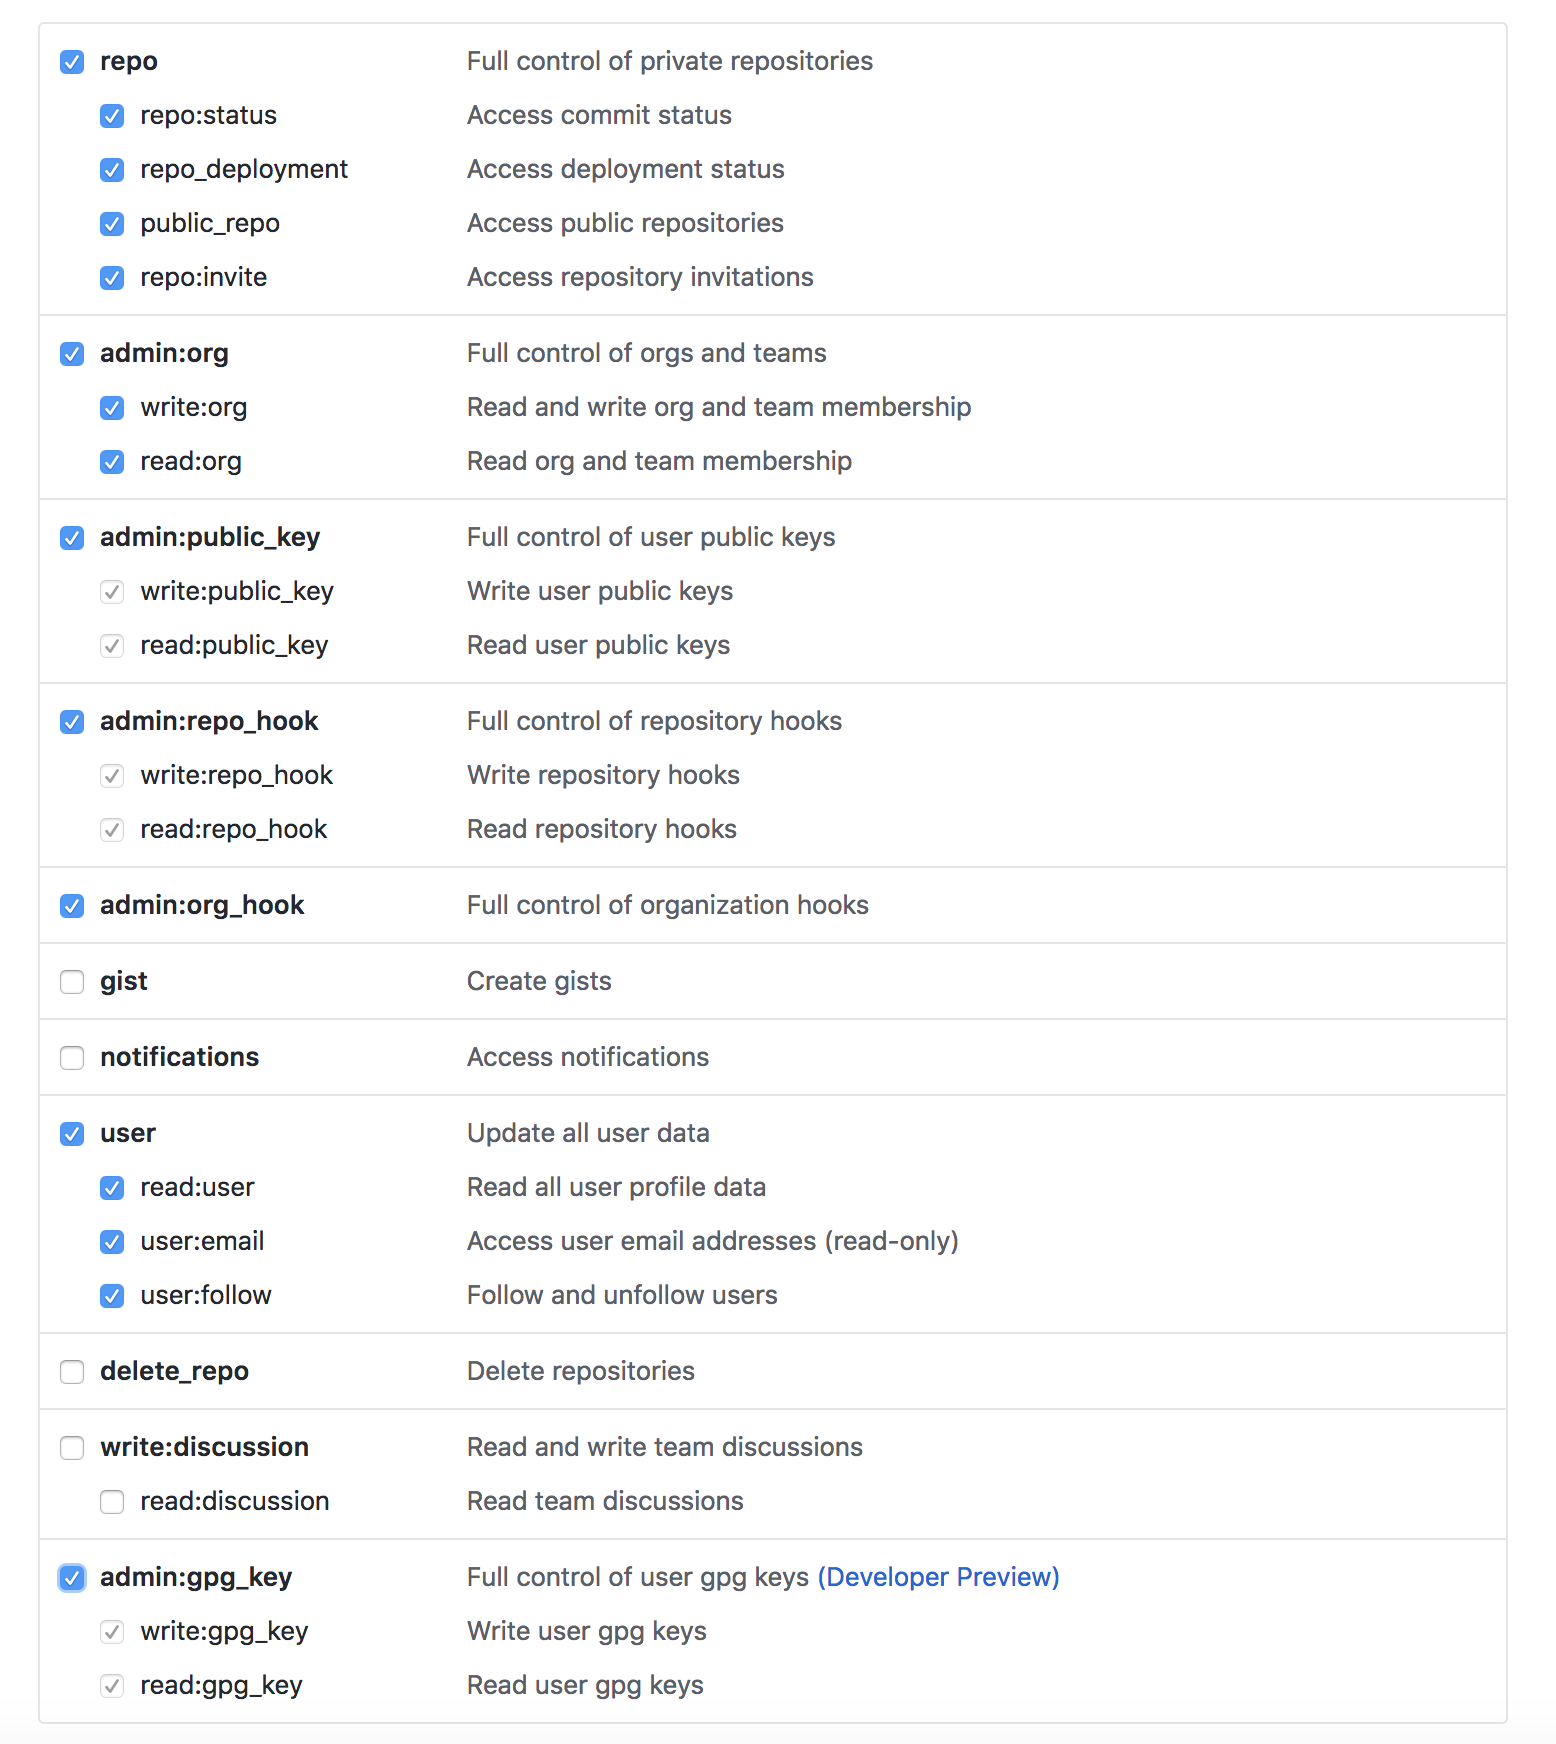 repo Full control of private repositories
repo:status Access commit status
repo_deployment Access deployment status
public_repo Access public repositories
repo:invite Access repository invitations
admin:org Full control of orgs and teams
write:org Read and write org and team membership
read:org Read org and team membership
admin:public_key Full control of user public keys
write:public_key Write user public keys
read:public_key Read user public keys
admin:repo_hook Full control of repository hooks
write:repo_hook Write repository hooks
read:repo_hook Read repository hooks
admin:org_hook Full control of organization hooks
gist Create gists
notifications Access notifications
user Update all user data
read:user Read all user profile data
user:email Access user email addresses (read-only)
user:follow Follow and unfollow users
delete_repo Delete repositories
write:discussion Read and write team discussions
read:discussion Read team discussions
admin:gpg_key Full control of user gpg keys (Developer Preview)
write:gpg_key Write user gpg keys
read:gpg_key Read user gpg keys